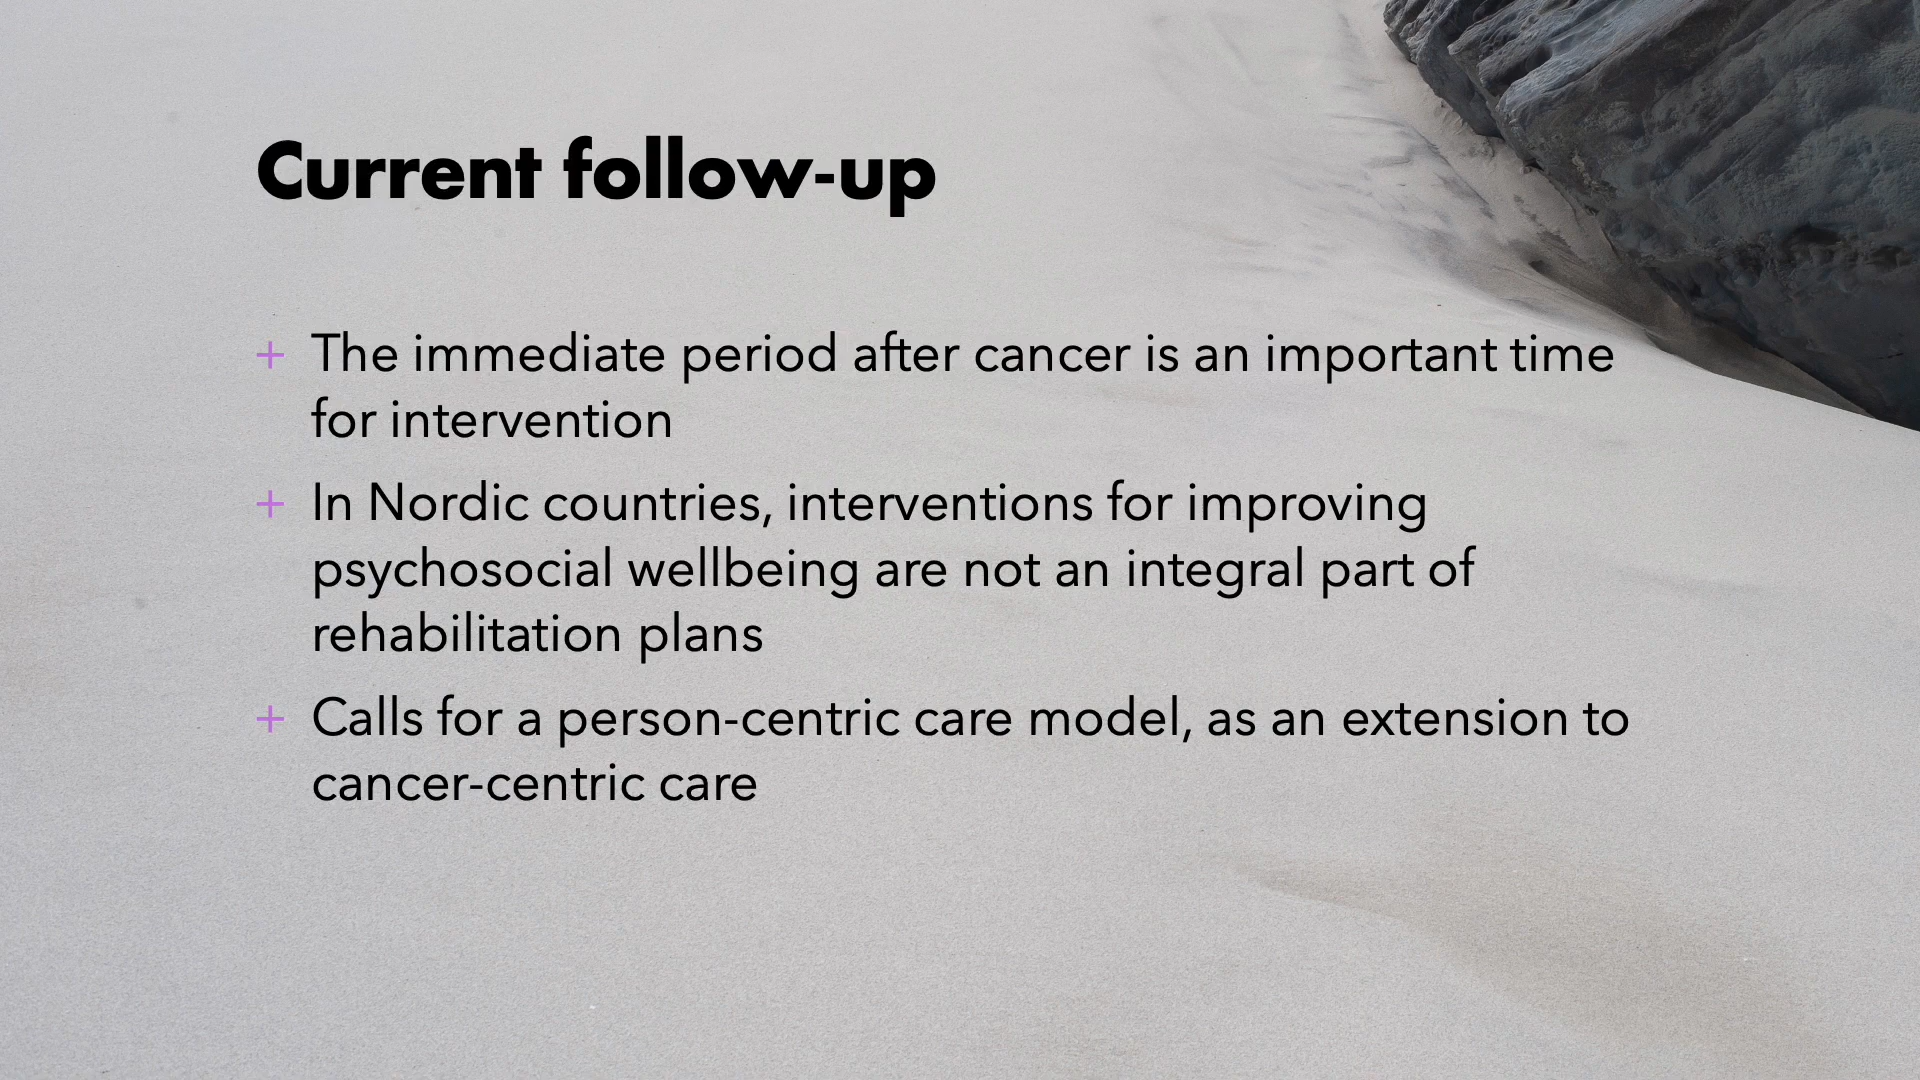 Current follow-up
+ The immediate period after cancer is an important time
for intervention
+ In Nordic countries, interventions for improving
psychosocial wellbeing are not an integral part of
rehabilitation plans
+ Calls for a person-centric care model, as an extension to
cancer-centric care